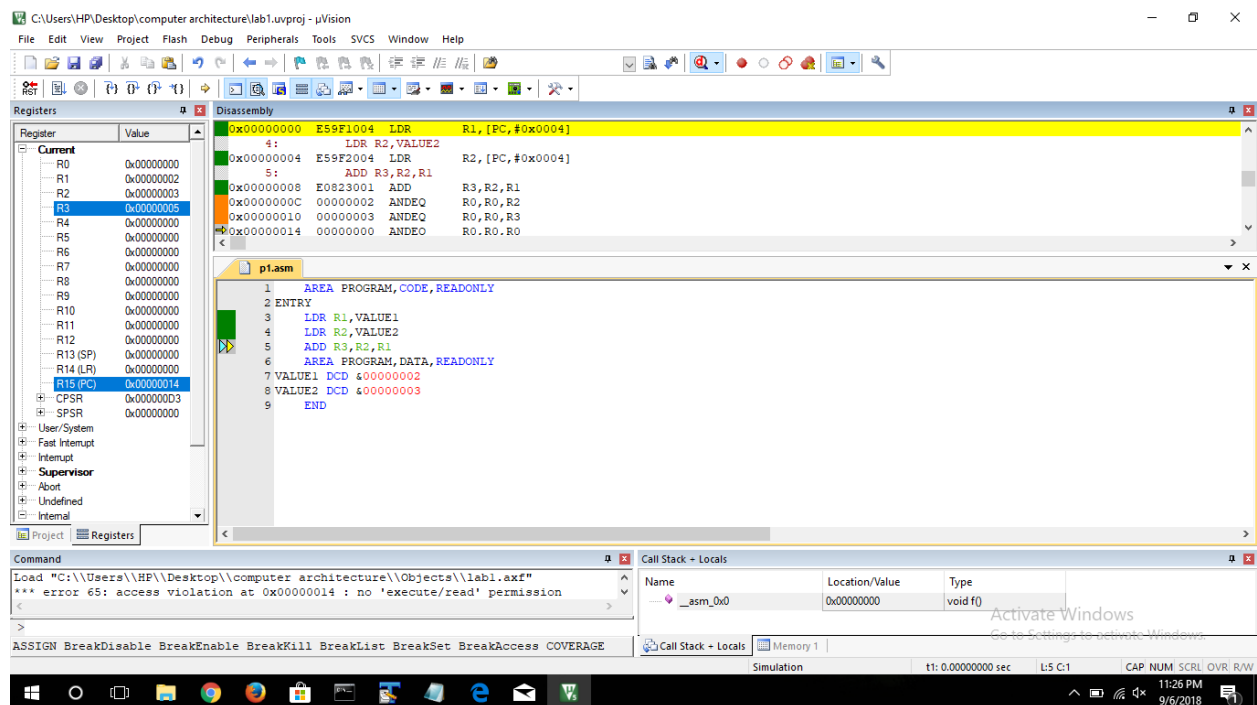 C:\Users\HP\Desktop\computer architecture\lab1.uvproj - µVision
File Edit View Project Flash Debug Peripherals Tools SVCS Window Help
Registers
Register Value
Current
R0 0x00000000
R1 0x00000002
R2 0x00000003
R3 0x00000005
R4 0x00000000
R5 0x00000000
R6 0x00000000
R7 0x00000000
R8 0x00000000
R9 0x00000000
R10 0x00000000
R11 0x00000000
R12 0x00000000
R13 (SP) 0x00000000
R14 (LR) 0x00000000
R15 (PC) 0x00000014
CPSR 0x000000D3
SPSR 0x00000000
User/System
Fast Interrupt
Interrupt
Supervisor
Abort
Undefined
Internal
Project Registers
Disassembly
0x00000000 E59F1004 LDR R1,[PC,#0x0004]
4: LDR R2,VALUE2
0x00000004 E59F2004 LDR R2,[PC,#0x0004]
5: ADD R3,R2,R1
0x00000008 E0823001 ADD R3,R2,R1
0x0000000C 00000002 ANDEQ R0,R0,R2
0x00000010 00000003 ANDEQ R0,R0,R3
0x00000014 00000000 ANDEQ R0,R0,R0
p1.asm
1 AREA PROGRAM,CODE,READONLY
2 ENTRY
3 LDR R1,VALUE1
4 LDR R2,VALUE2
5 ADD R3,R2,R1
6 AREA PROGRAM,DATA,READONLY
7 VALUE1 DCD &00000002
8 VALUE2 DCD &00000003
9 END
Command
Load "C:\\Users\\HP\\Desktop\\computer architecture\\Objects\\lab1.axf"
*** error 65: access violation at 0x00000014 : no 'execute/read' permission
>
ASSIGN BreakDisable BreakEnable BreakKill BreakList BreakSet BreakAccess COVERAGE
Call Stack + Locals
Name Location/Value Type
__asm_0x0 0x00000000 void f()
Activate Windows
Go to Settings to activate Windows.
Call Stack + Locals Memory 1
Simulation t1: 0.00000000 sec L:5 C:1 CAP NUM SCRL OVR R/W
11:26 PM
9/6/2018